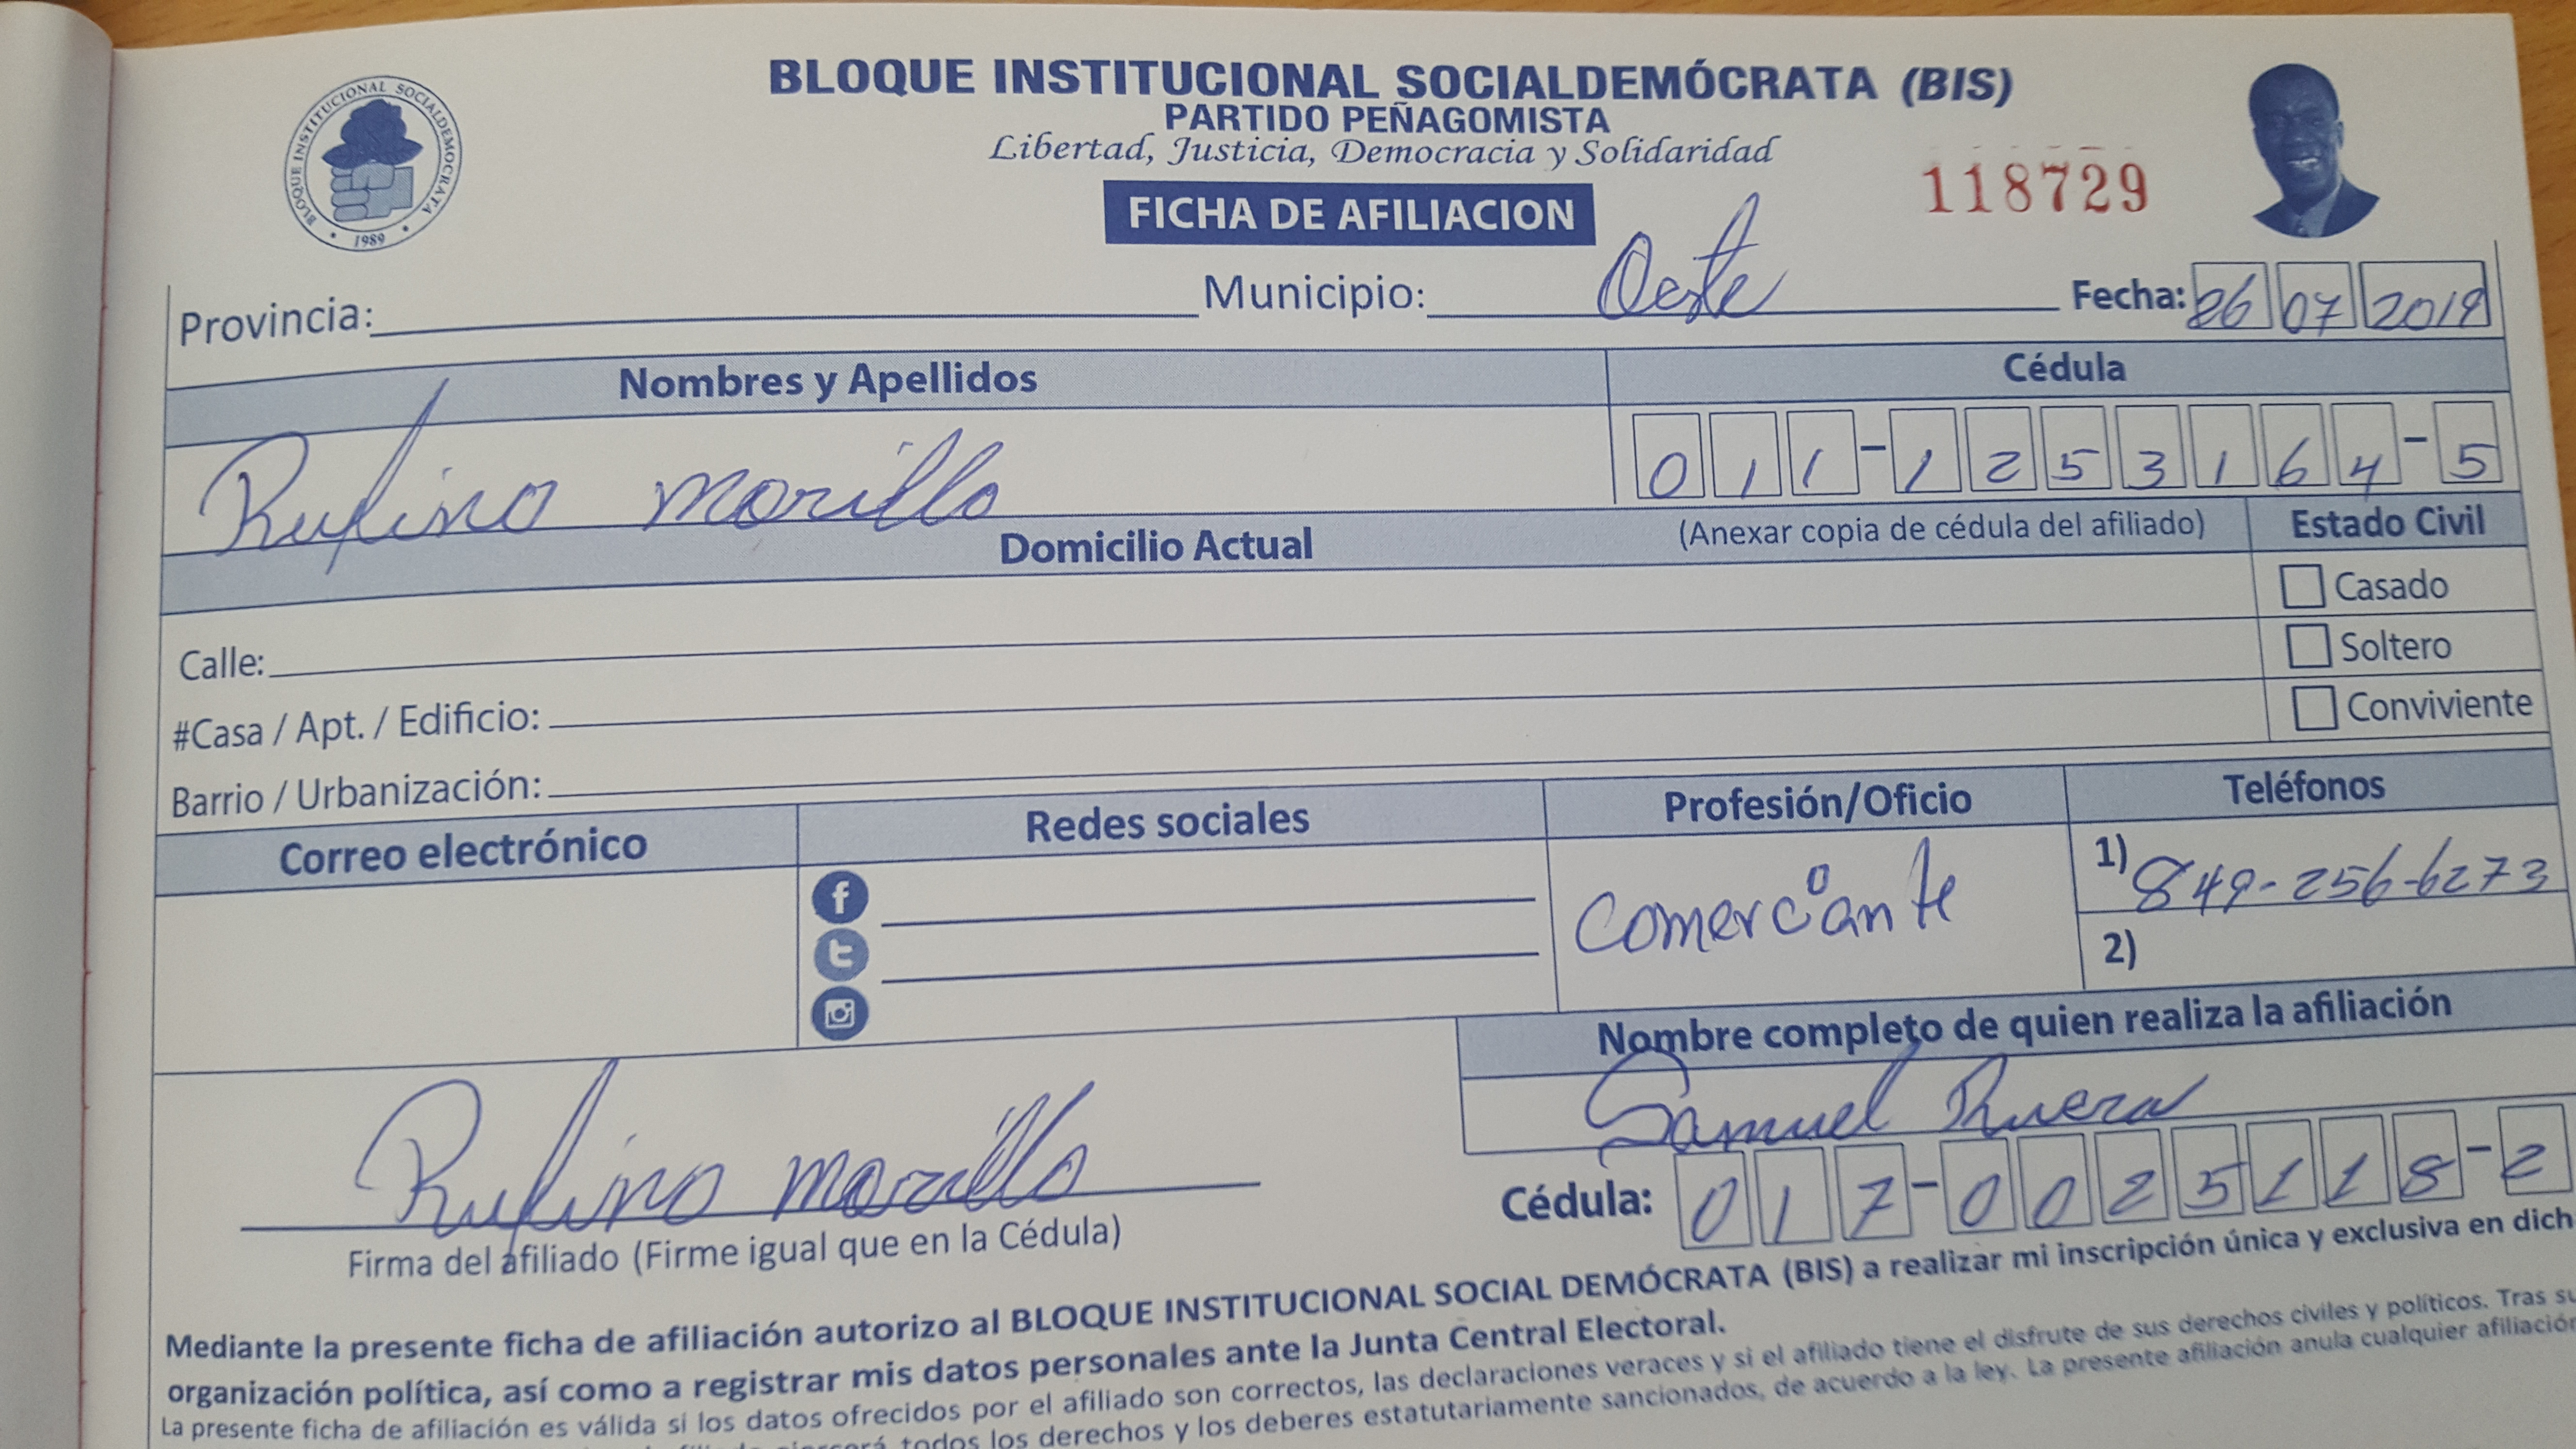 BLOQUE INSTITUCIONAL SOCIALDEMÓCRATA (BIS)
PARTIDO PEÑAGOMISTA
Libertad, Justicia, Democracia y Solidaridad
BLOQUE INSTITUCIONAL SOCIALDEMOCRATA
1989
118729
FICHA DE AFILIACION
Provincia: Municipio: Oeste Fecha: 26 07 2019
Nombres y Apellidos Cédula
Rufino morillo 011-1253164-5
Domicilio Actual (Anexar copia de cédula del afiliado) Estado Civil
Casado
Calle: Soltero
#Casa / Apt. / Edificio: Conviviente
Barrio / Urbanización:
Correo electrónico Redes sociales Profesión/Oficio Teléfonos
comerciante 1) 849-256-6273
2)
Nombre completo de quien realiza la afiliación
Samuel Rivera
Rufino morillo
Cédula: 017-0025118-2
Firma del afiliado (Firme igual que en la Cédula)
Mediante la presente ficha de afiliación autorizo al BLOQUE INSTITUCIONAL SOCIAL DEMÓCRATA (BIS) a realizar mi inscripción única y exclusiva en dich
organización política, así como a registrar mis datos personales ante la Junta Central Electoral.
La presente ficha de afiliación es válida si los datos ofrecidos por el afiliado son correctos, las declaraciones veraces y si el afiliado tiene el disfrute de sus derechos civiles y políticos. Tras su
todos los derechos y los deberes estatutariamente sancionados, de acuerdo a la ley. La presente afiliación anula cualquier afiliación